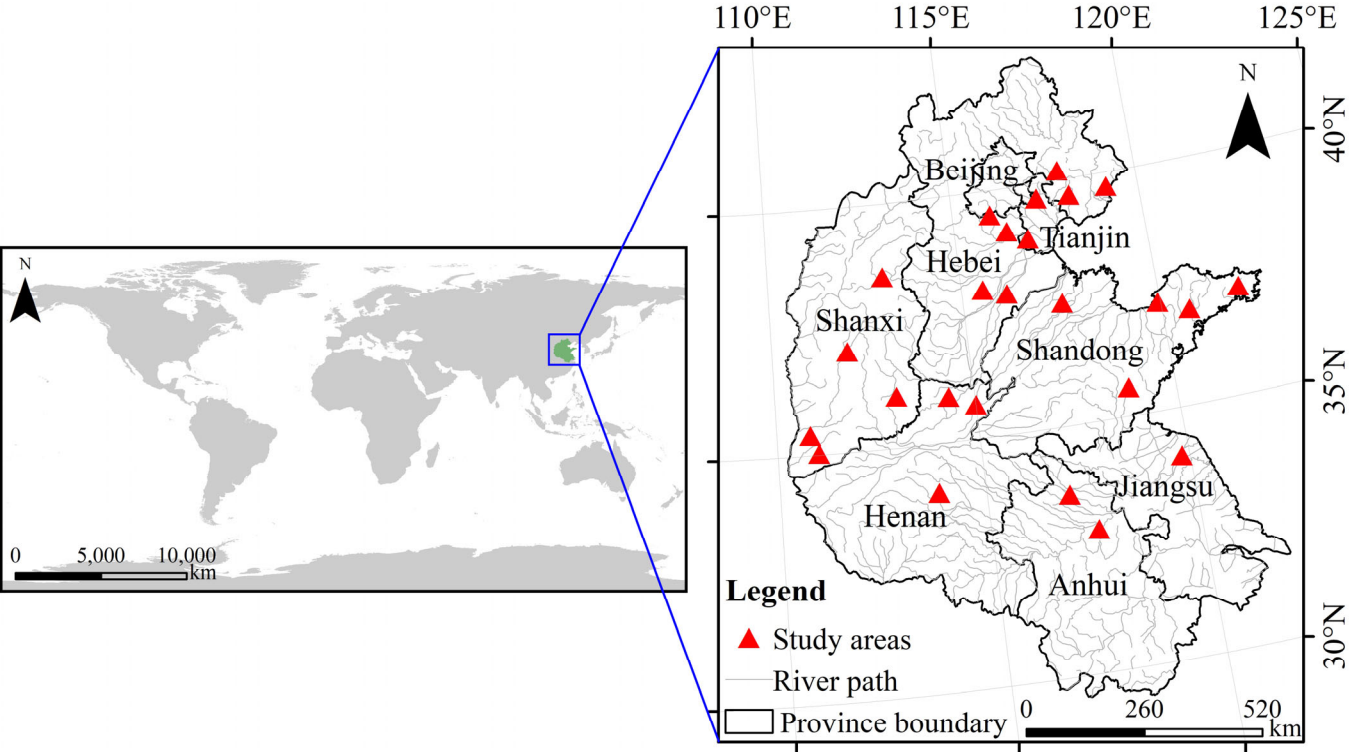 110°E 115°E 120°E 125°E
N
40°N
Beijing
Tianjin
Hebei
N
Shanxi
Shandong
35°N
Jiangsu
Henan
0 5,000 10,000
km
Anhui
Legend
Study areas
30°N
River path
Province boundary
0 260 520
km